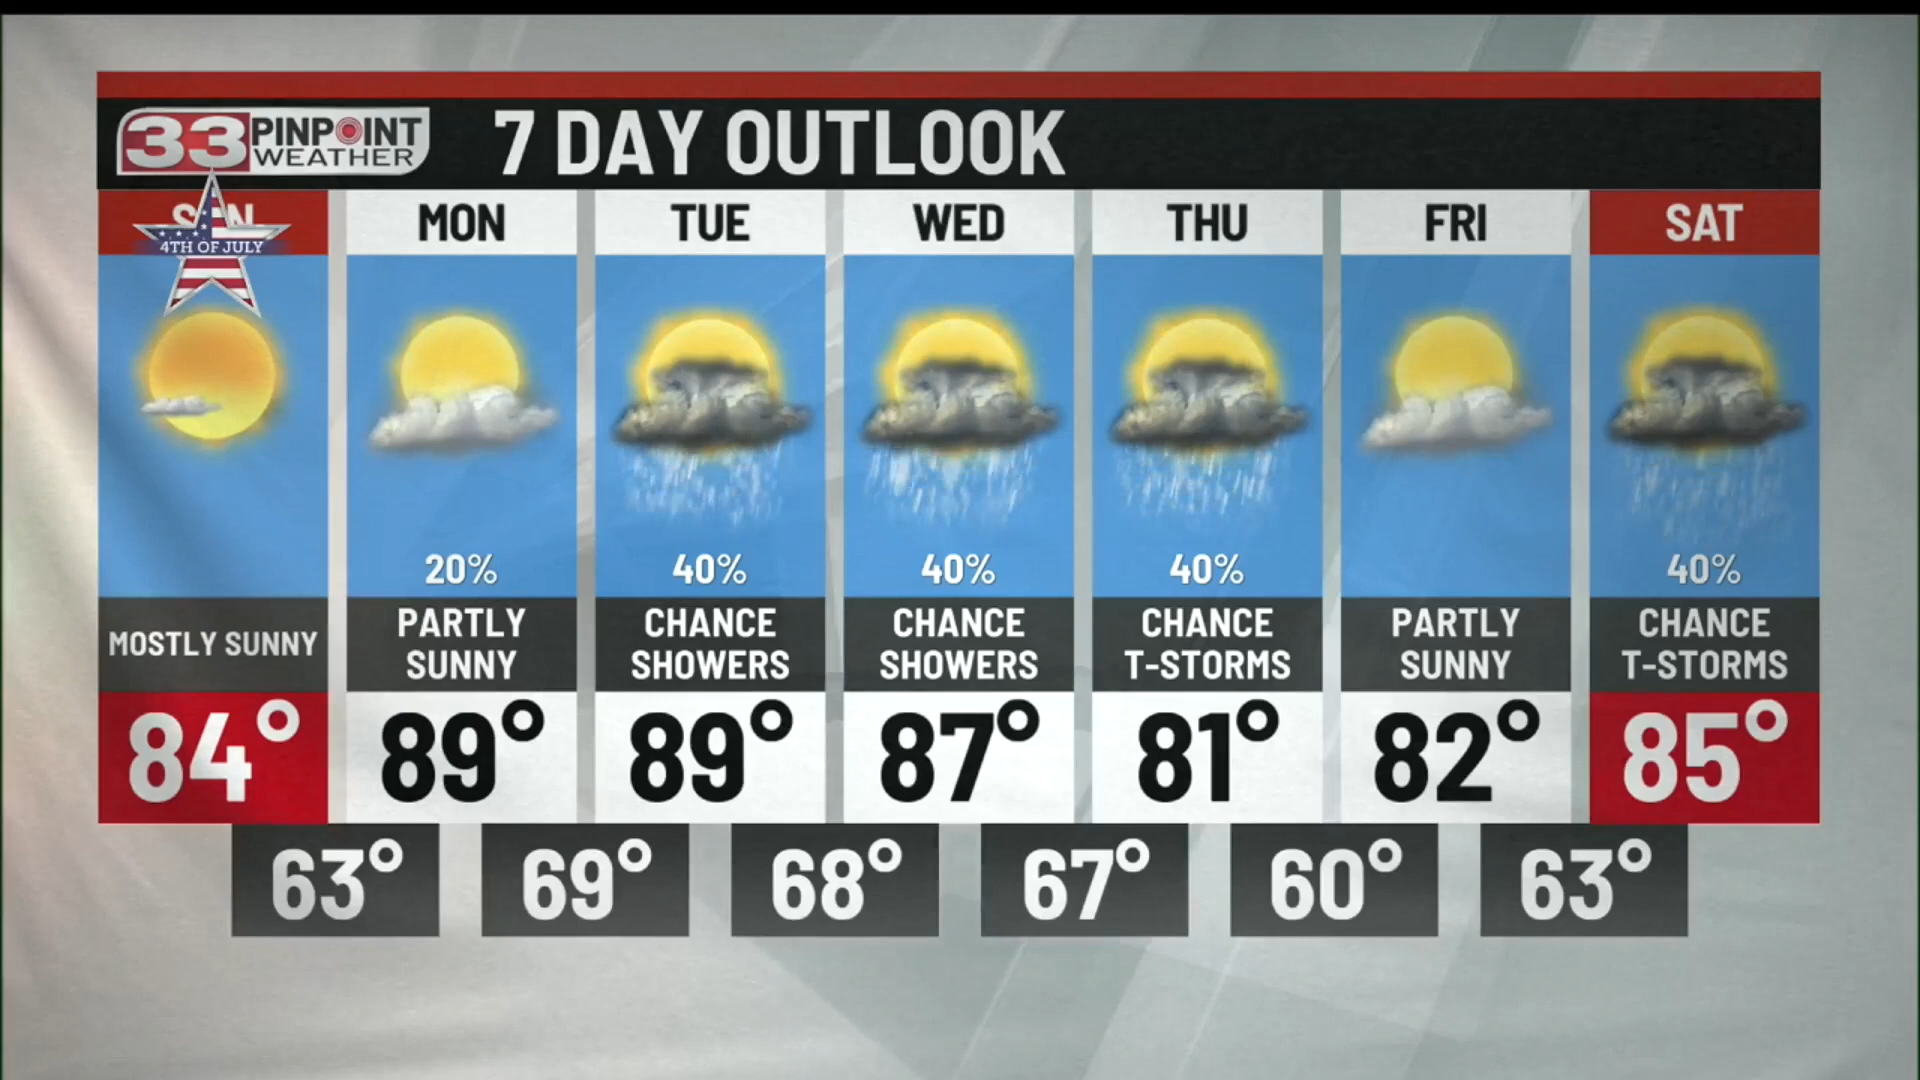 33 PINPOINT WEATHER
7 DAY OUTLOOK
4TH OF JULY
MON
TUE
WED
THU
FRI
SAT
20%
40%
40%
40%
40%
MOSTLY SUNNY
PARTLY
SUNNY
CHANCE
SHOWERS
CHANCE
SHOWERS
CHANCE
T-STORMS
PARTLY
SUNNY
CHANCE
T-STORMS
84°
89°
89°
87°
81°
82°
85°
63°
69°
68°
67°
60°
63°